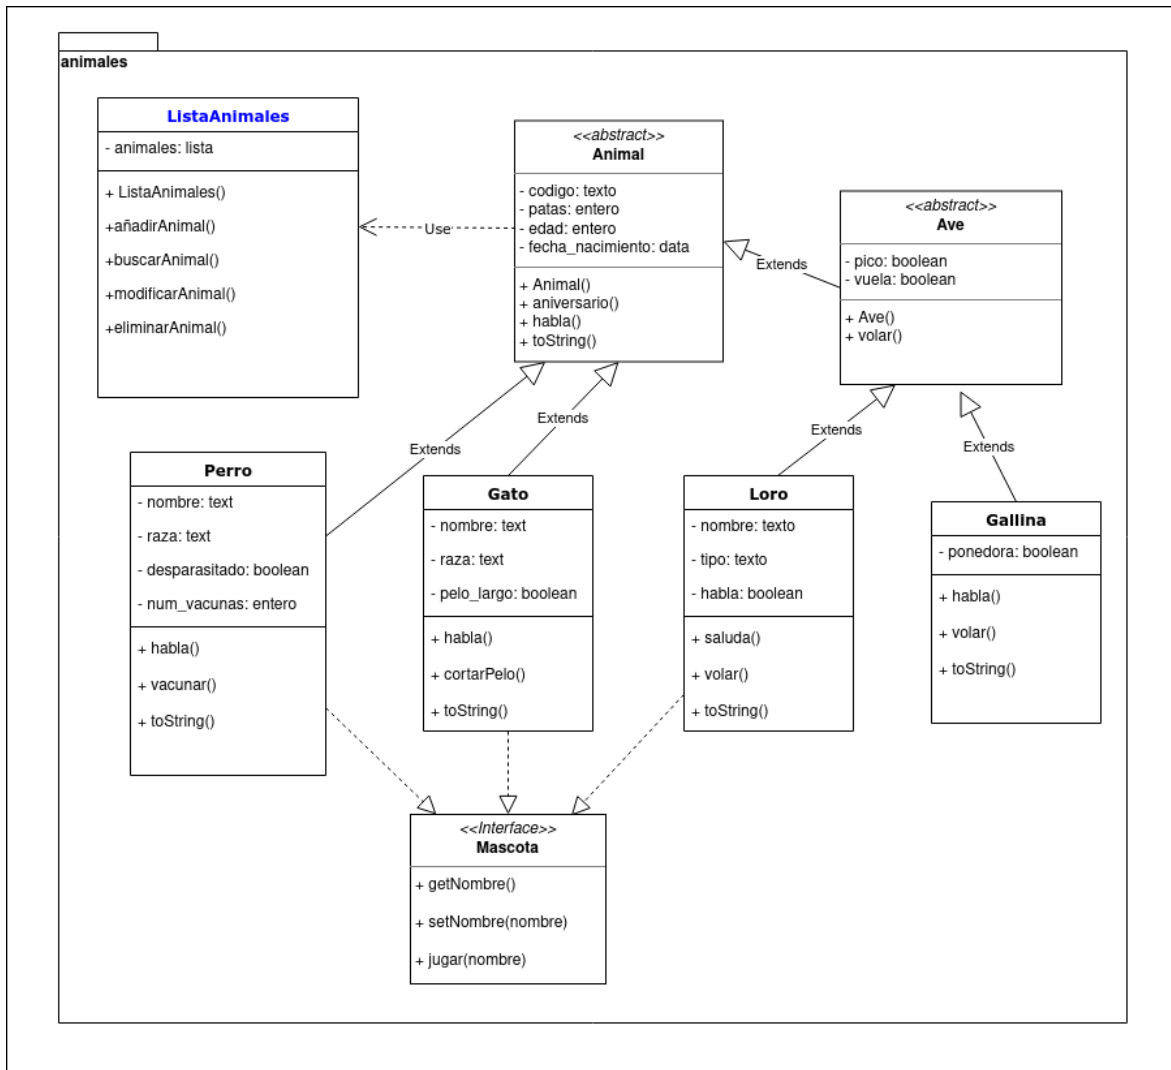 animales
ListaAnimales
- animales: lista
+ ListaAnimales()
+añadirAnimal()
+buscarAnimal()
+modificarAnimal()
+eliminarAnimal()
Use
<<abstract>>
Animal
- codigo: texto
- patas: entero
- edad: entero
- fecha_nacimiento: data
+ Animal()
+ aniversario()
+ habla()
+ toString()
Extends
<<abstract>>
Ave
- pico: boolean
- vuela: boolean
+ Ave()
+ volar()
Extends
Extends
Extends
Extends
Perro
- nombre: text
- raza: text
- desparasitado: boolean
- num_vacunas: entero
+ habla()
+ vacunar()
+ toString()
Gato
- nombre: text
- raza: text
- pelo_largo: boolean
+ habla()
+ cortarPelo()
+ toString()
Loro
- nombre: texto
- tipo: texto
- habla: boolean
+ saluda()
+ volar()
+ toString()
Gallina
- ponedora: boolean
+ habla()
+ volar()
+ toString()
<<Interface>>
Mascota
+ getNombre()
+ setNombre(nombre)
+ jugar(nombre)